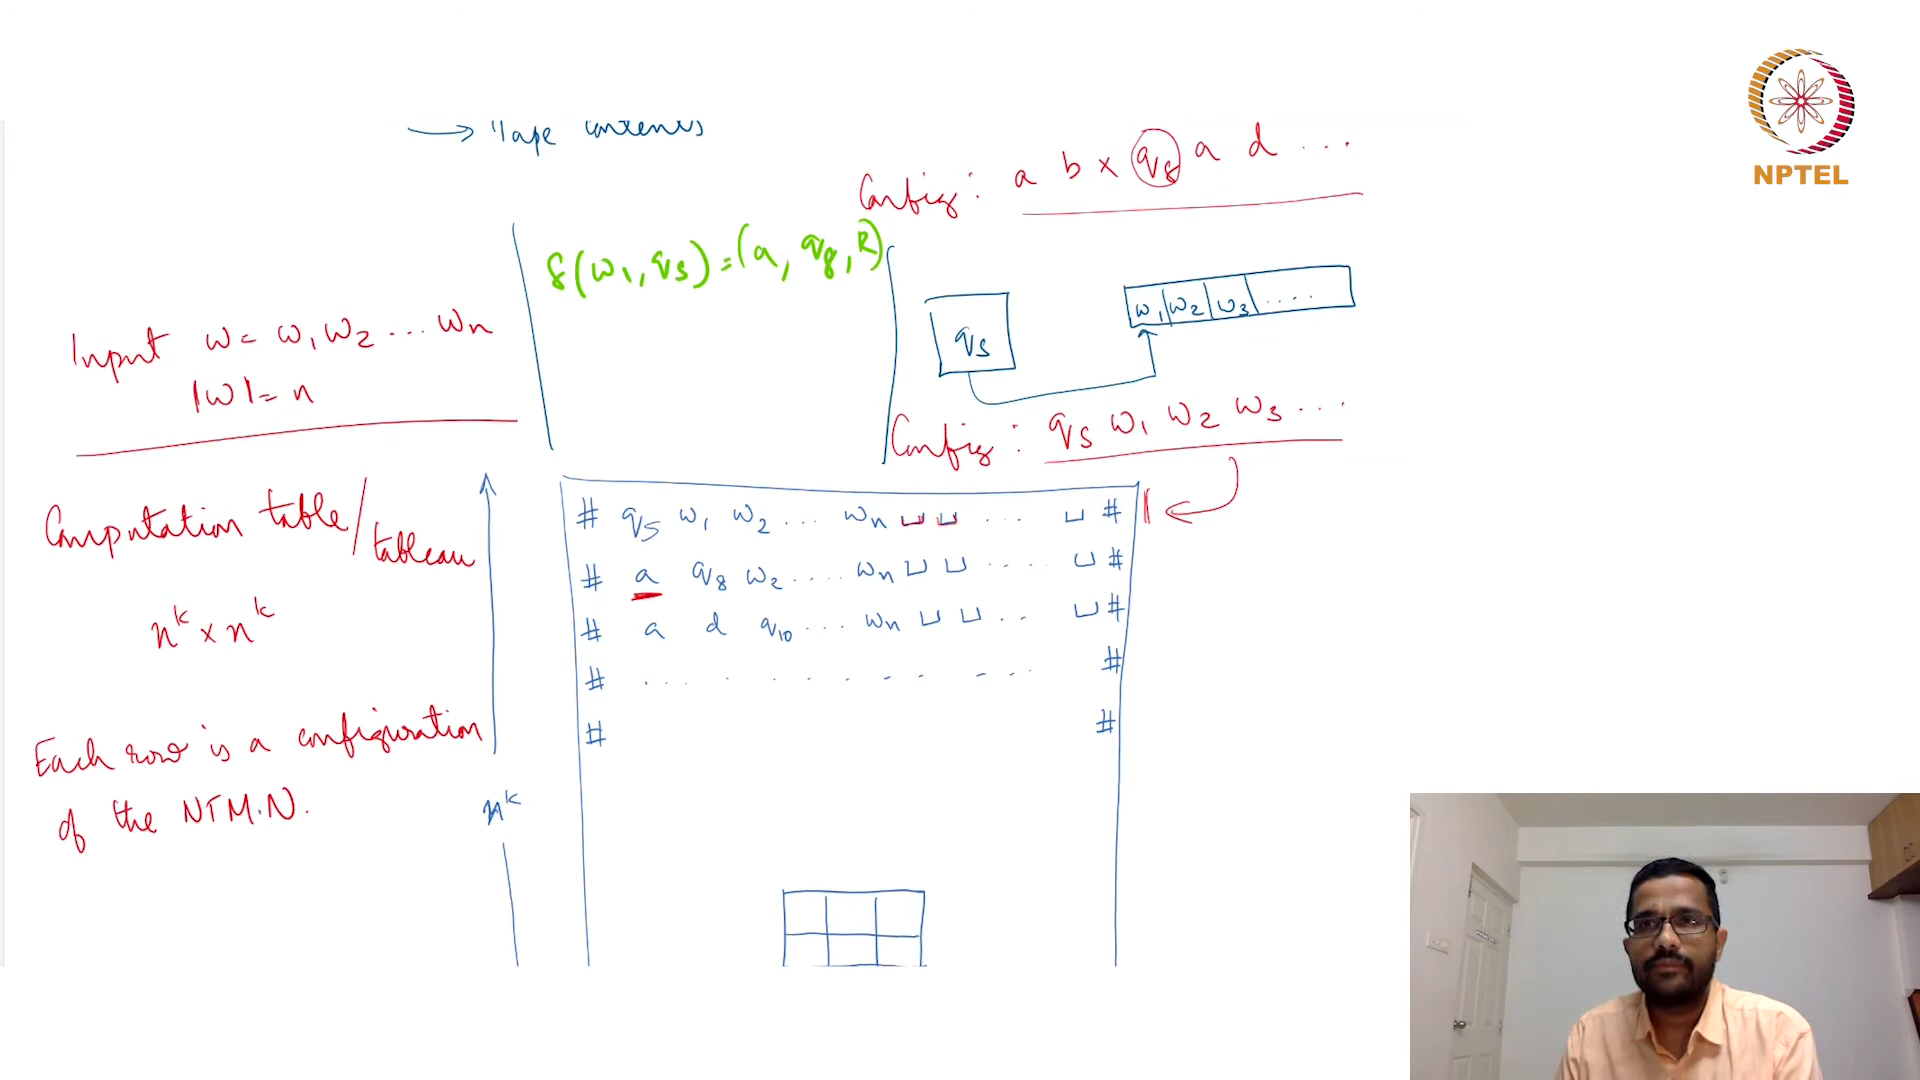 → Tape contents
Config: a b x q8 a d ...
NPTEL
δ(w1, qs) = (a, q8, R)
Input w = w1 w2 ... wn
|w| = n
qs
w1 w2 w3 ....
Config: qs w1 w2 w3 ...
Computation table/
tableau
n^k × n^k
Each row is a configuration
of the NTM N.
n^k
# qs w1 w2 ... wn ⊔ ⊔ ... ⊔ #
# a q8 w2 .... wn ⊔ ⊔ .... ⊔ #
# a d q10 ... wn ⊔ ⊔ .. ⊔ #
# ... . . . . . - - - .. #
# #